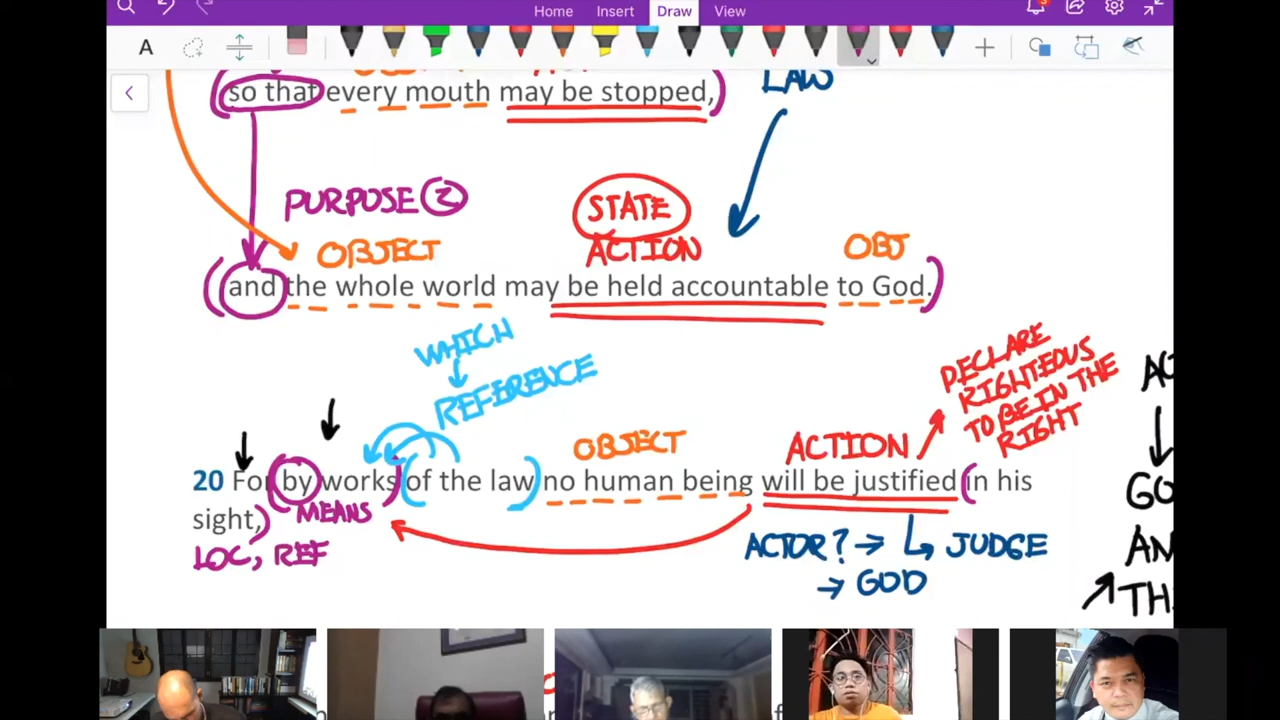 Home Insert Draw View
A
so that every mouth may be stopped,
LAW
PURPOSE 2
STATE
OBJECT ACTION OBJ
and the whole world may be held accountable to God.
WHICH
REFERENCE
DECLARE
RIGHTEOUS
TO BE IN THE
RIGHT
OBJECT ACTION
20 For by works of the law no human being will be justified in his
MEANS
sight,
LOC, REF
ACTOR? → JUDGE
→ GOD